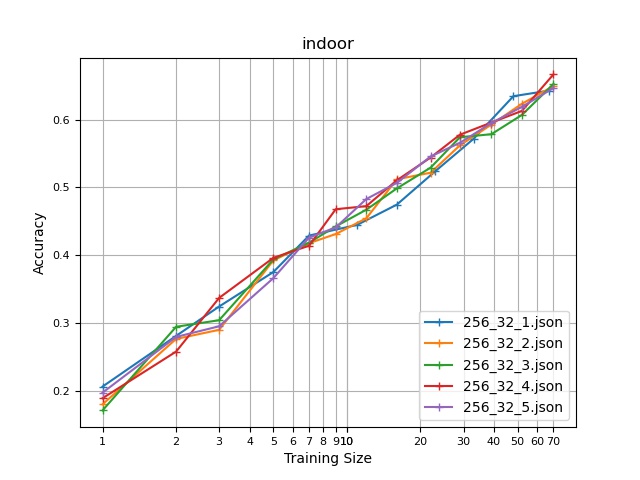 indoor
Accuracy
0.6
0.5
0.4
0.3
0.2
256_32_1.json
256_32_2.json
256_32_3.json
256_32_4.json
256_32_5.json
1 2 3 4 5 6 7 8 9 10 20 30 40 50 60 70
Training Size